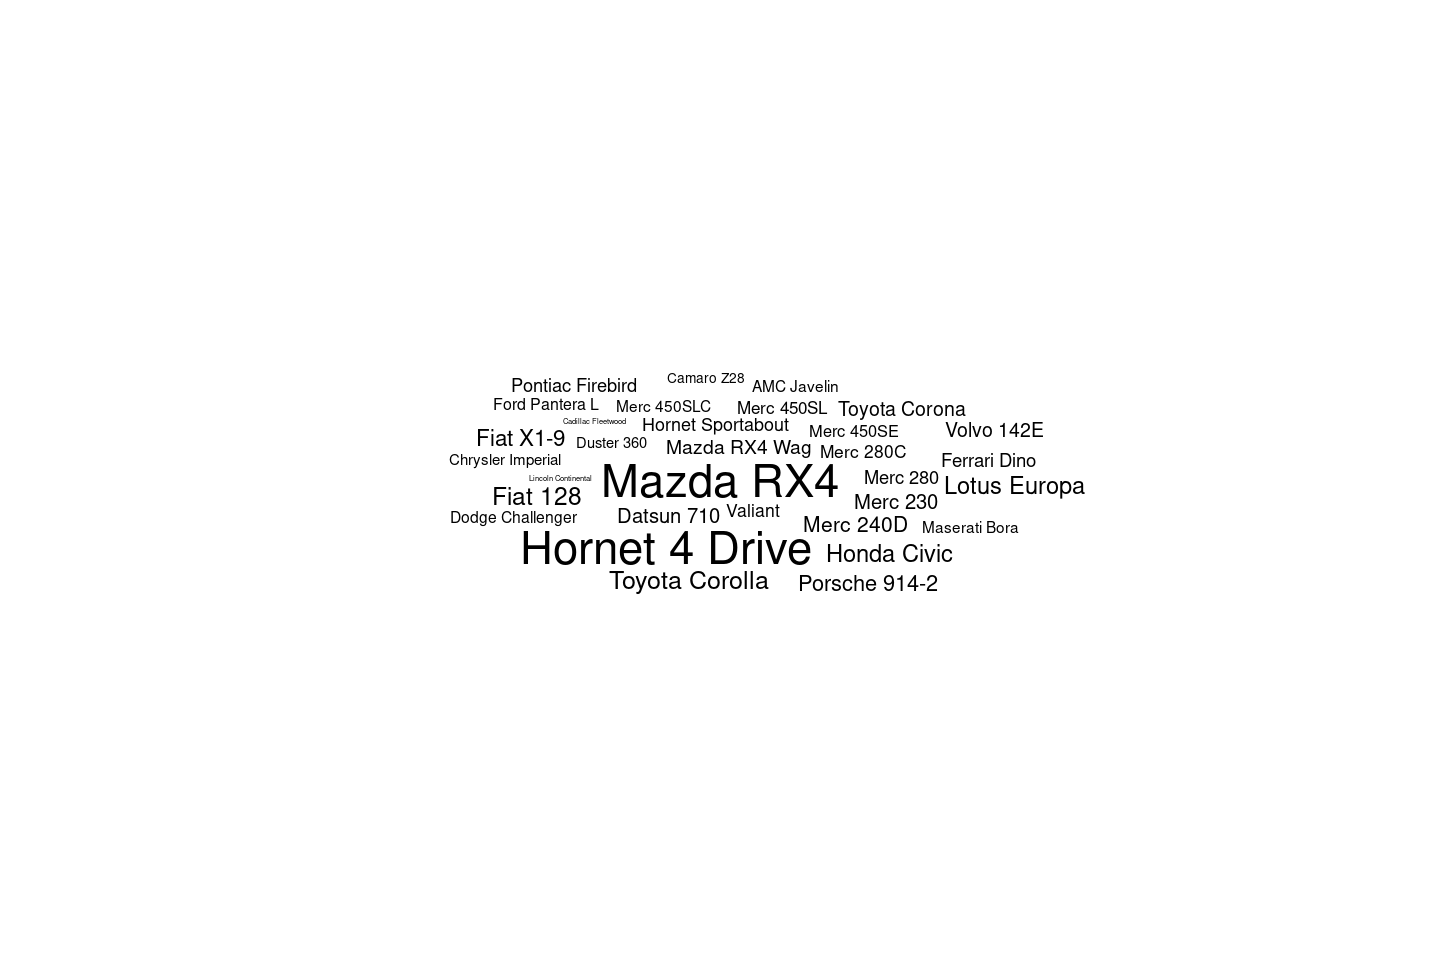 Camaro Z28
Pontiac Firebird
AMC Javelin
Ford Pantera L
Merc 450SLC
Merc 450SL
Toyota Corona
Cadillac Fleetwood
Hornet Sportabout
Merc 450SE
Volvo 142E
Fiat X1-9
Duster 360
Mazda RX4 Wag
Merc 280C
Chrysler Imperial
Ferrari Dino
Lincoln Continental
Mazda RX4
Merc 280
Lotus Europa
Fiat 128
Merc 230
Dodge Challenger
Datsun 710
Valiant
Merc 240D
Maserati Bora
Hornet 4 Drive
Honda Civic
Toyota Corolla
Porsche 914-2